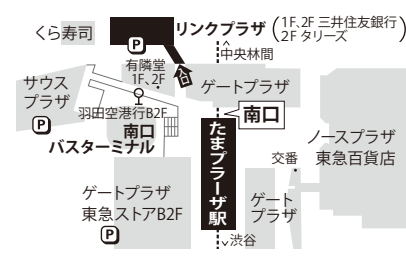 くら寿司
P
リンクプラザ
(1F、2F 三井住友銀行
2F タリーズ)
中央林間
有隣堂
1F、2F
入口
ゲートプラザ
サウス
プラザ
P
羽田空港行B2F
南口
バスターミナル
南口
たまプラーザ駅
ノースプラザ
東急百貨店
交番
ゲートプラザ
東急ストアB2F
P
ゲート
プラザ
渋谷